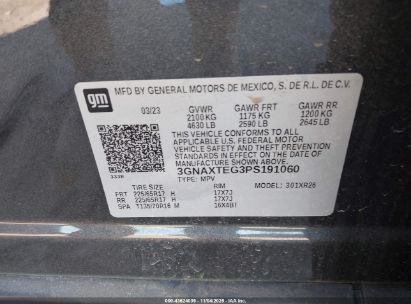 gm
MFD BY GENERAL MOTORS DE MEXICO, S. DE R.L. DE C.V.
03/23 GVWR GAWR FRT GAWR RR
2100 KG 1175 KG 1200 KG
4630 LB 2590 LB 2645 LB
THIS VEHICLE CONFORMS TO ALL
APPLICABLE U.S. FEDERAL MOTOR
VEHICLE SAFETY AND THEFT PREVENTION
STANDARDS IN EFFECT ON THE DATE OF
MANUFACTURE SHOWN ABOVE.
3GNAXTEG3PS191060
3338 TYPE: MPV
TIRE SIZE RIM MODEL: 301XR26
FRT 225/65R17 H 17X7J
RR 225/65R17 H 17X7J
SPA T135/70R16 M 16X4BT